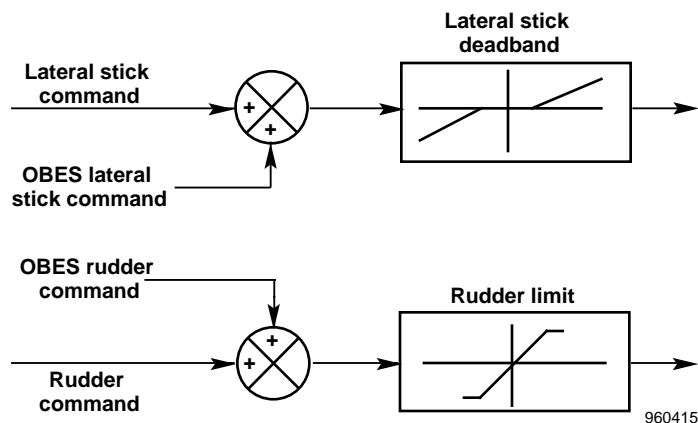 Lateral stick
deadband
Lateral stick
command
+
+
OBES lateral
stick command
OBES rudder
command
Rudder limit
+
+
Rudder
command
960415